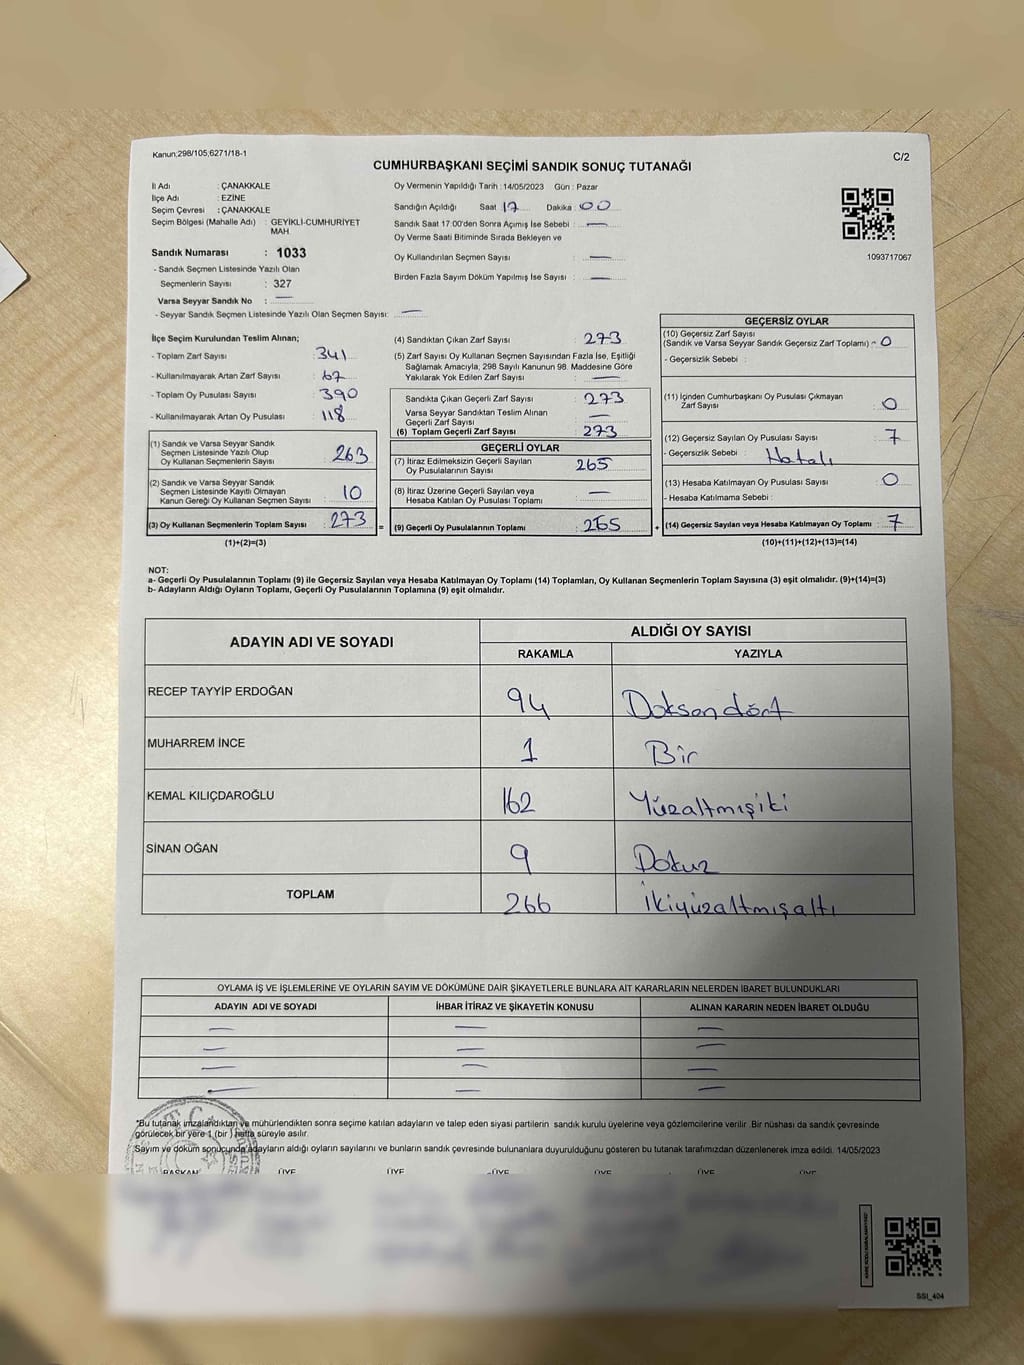 Kanun;298/105;6271/18-1
C/2
CUMHURBAŞKANI SEÇİMİ SANDIK SONUÇ TUTANAĞI
İl Adı : ÇANAKKALE
İlçe Adı : EZİNE
Seçim Çevresi : ÇANAKKALE
Seçim Bölgesi (Mahalle Adı) : GEYİKLİ-CUMHURİYET
MAH.
Sandık Numarası : 1033
- Sandık Seçmen Listesinde Yazılı Olan
Seçmenlerin Sayısı : 327
Varsa Seyyar Sandık No : —
- Seyyar Sandık Seçmen Listesinde Yazılı Olan Seçmen Sayısı: —
Oy Vermenin Yapıldığı Tarih : 14/05/2023 Gün : Pazar
Sandığın Açıldığı Saat 17 Dakika 00
Sandık Saat 17:00'den Sonra Açımış İse Sebebi : —
Oy Verme Saati Bitiminde Sırada Bekleyen ve
Oy Kullandırılan Seçmen Sayısı : —
Birden Fazla Sayım Döküm Yapılmış İse Sayısı : —
1093717067
İlçe Seçim Kurulundan Teslim Alınan;
- Toplam Zarf Sayısı : 341
- Kullanılmayarak Artan Zarf Sayısı : 67
- Toplam Oy Pusulası Sayısı : 390
- Kullanılmayarak Artan Oy Pusulası : 118
(1) Sandık ve Varsa Seyyar Sandık
Seçmen Listesinde Yazılı Olup
Oy Kullanan Seçmenlerin Sayısı : 263
(2) Sandık ve Varsa Seyyar Sandık
Seçmen Listesinde Kayıtlı Olmayan
Kanun Gereği Oy Kullanan Seçmen Sayısı : 10
(3) Oy Kullanan Seçmenlerin Toplam Sayısı : 273 =
(1)+(2)=(3)
(4) Sandıktan Çıkan Zarf Sayısı : 273
(5) Zarf Sayısı Oy Kullanan Seçmen Sayısından Fazla İse, Eşitliği
Sağlamak Amacıyla, 298 Sayılı Kanunun 98. Maddesine Göre
Yakılarak Yok Edilen Zarf Sayısı : —
Sandıkta Çıkan Geçerli Zarf Sayısı : 273
Varsa Seyyar Sandıktan Teslim Alınan
Geçerli Zarf Sayısı : —
(6) Toplam Geçerli Zarf Sayısı : 273
GEÇERLİ OYLAR
(7) İtiraz Edilmeksizin Geçerli Sayılan
Oy Pusulalarının Sayısı : 265
(8) İtiraz Üzerine Geçerli Sayılan veya
Hesaba Katılan Oy Pusulası Toplamı : —
(9) Geçerli Oy Pusulalarının Toplamı : 265 +
GEÇERSİZ OYLAR
(10) Geçersiz Zarf Sayısı
(Sandık ve Varsa Seyyar Sandık Geçersiz Zarf Toplamı) : 0
- Geçersizlik Sebebi :
(11) İçinden Cumhurbaşkanı Oy Pusulası Çıkmayan
Zarf Sayısı : 0
(12) Geçersiz Sayılan Oy Pusulası Sayısı : 7
- Geçersizlik Sebebi : Hatalı
(13) Hesaba Katılmayan Oy Pusulası Sayısı : 0
- Hesaba Katılmama Sebebi :
(14) Geçersiz Sayılan veya Hesaba Katılmayan Oy Toplamı : 7
(10)+(11)+(12)+(13)=(14)
NOT:
a- Geçerli Oy Pusulalarının Toplamı (9) ile Geçersiz Sayılan veya Hesaba Katılmayan Oy Toplamı (14) Toplamları, Oy Kullanan Seçmenlerin Toplam Sayısına (3) eşit olmalıdır. (9)+(14)=(3)
b- Adayların Aldığı Oyların Toplamı, Geçerli Oy Pusulalarının Toplamına (9) eşit olmalıdır.
ADAYIN ADI VE SOYADI
ALDIĞI OY SAYISI
RAKAMLA YAZIYLA
RECEP TAYYİP ERDOĞAN 94 Doksandört
MUHARREM İNCE 1 Bir
KEMAL KILIÇDAROĞLU 162 Yüzaltmışiki
SİNAN OĞAN 9 Dokuz
TOPLAM 266 İkiyüzaltmışaltı
OYLAMA İŞ VE İŞLEMLERİNE VE OYLARIN SAYIM VE DÖKÜMÜNE DAİR ŞİKAYETLERLE BUNLARA AİT KARARLARIN NELERDEN İBARET BULUNDUKLARI
ADAYIN ADI VE SOYADI İHBAR İTİRAZ VE ŞİKAYETİN KONUSU ALINAN KARARIN NEDEN İBARET OLDUĞU
— — —
— — —
— — —
— — —
*Bu tutanak imzalandıktan ve mühürlendikten sonra seçime katılan adayların ve talep eden siyasi partilerin sandık kurulu üyelerine veya gözlemcilerine verilir. Bir nüshası da sandık çevresinde
görülecek bir yere 1 (bir ) hafta süreyle asılır.
Sayım ve döküm sonucunda adayların aldığı oyların sayılarını ve bunların sandık çevresinde bulunanlara duyurulduğunu gösteren bu tutanak tarafımızdan düzenlenerek imza edildi. 14/05/2023
BAŞKAN ÜYE ÜYE ÜYE ÜYE ÜYE ÜYE
SSI_404